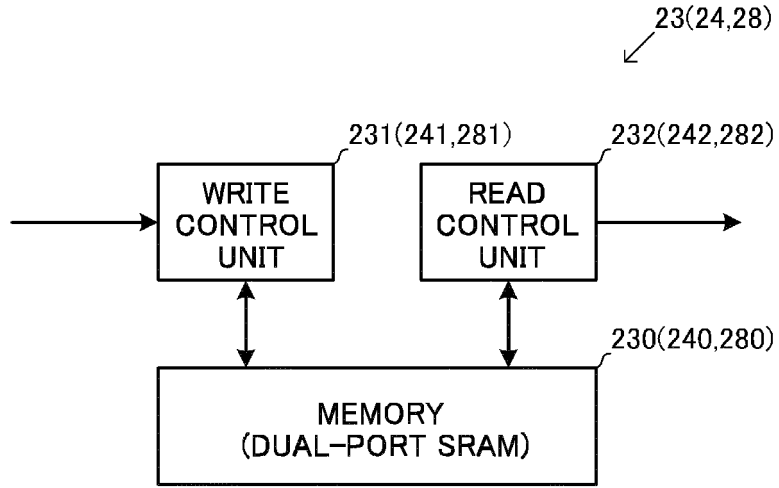 23(24,28)
231(241,281)
232(242,282)
WRITE
CONTROL
UNIT
READ
CONTROL
UNIT
230(240,280)
MEMORY
(DUAL-PORT SRAM)